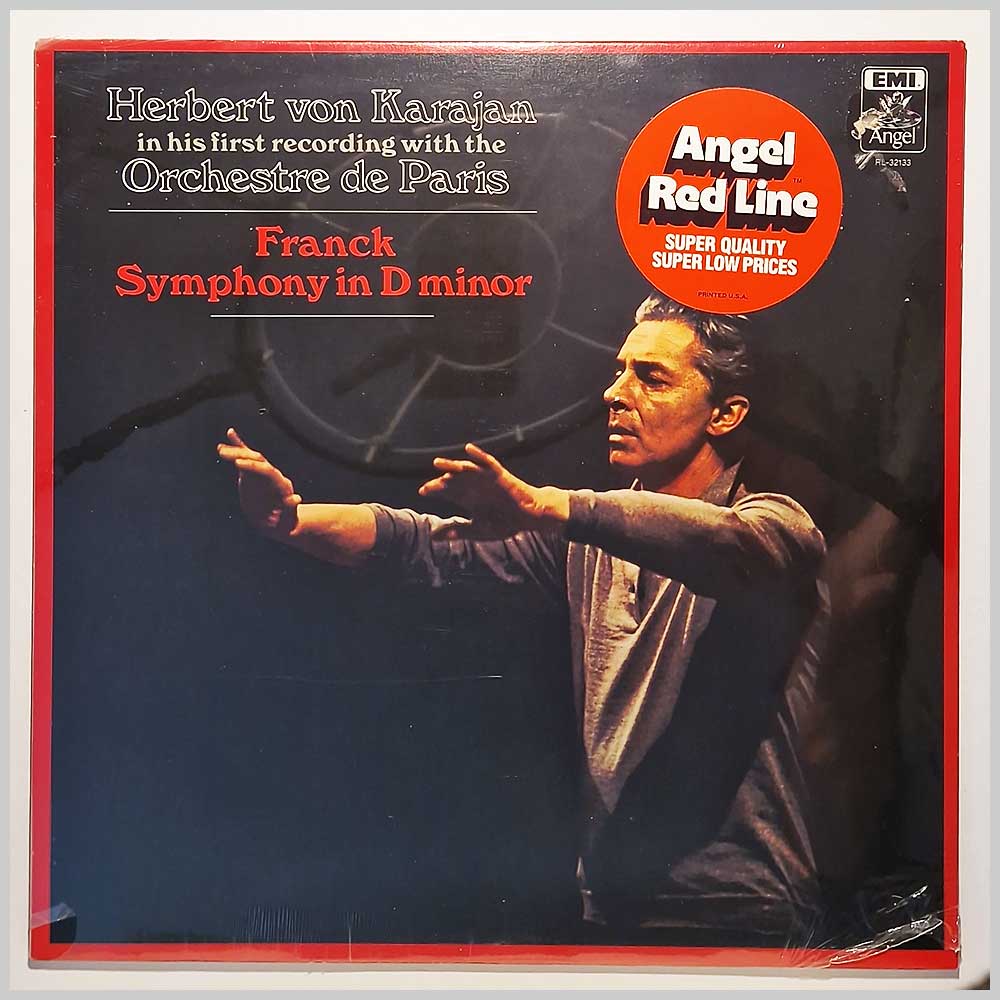 Herbert von Karajan
in his first recording with the
Orchestre de Paris
Franck
Symphony in D minor
Angel
Red Line
TM
SUPER QUALITY
SUPER LOW PRICES
PRINTED U.S.A.
EMI
Angel
RL-32133